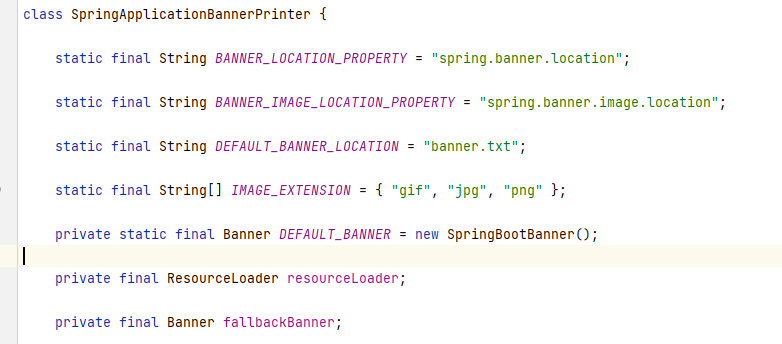 class SpringApplicationBannerPrinter {
static final String BANNER_LOCATION_PROPERTY = "spring.banner.location";
static final String BANNER_IMAGE_LOCATION_PROPERTY = "spring.banner.image.location";
static final String DEFAULT_BANNER_LOCATION = "banner.txt";
static final String[] IMAGE_EXTENSION = { "gif", "jpg", "png" };
private static final Banner DEFAULT_BANNER = new SpringBootBanner();
private final ResourceLoader resourceLoader;
private final Banner fallbackBanner;